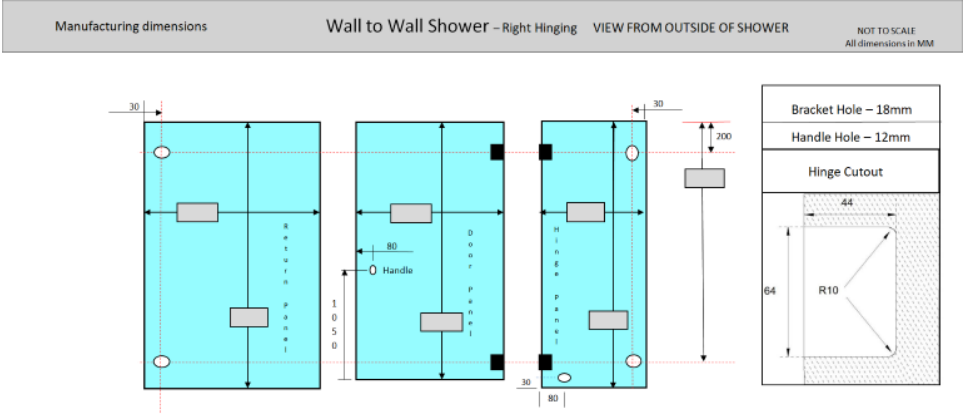 Manufacturing dimensions
Wall to Wall Shower – Right Hinging VIEW FROM OUTSIDE OF SHOWER
NOT TO SCALE
All dimensions in MM
30
30
200
Bracket Hole – 18mm
Handle Hole – 12mm
Hinge Cutout
44
64
R10
Return Panel
Door Panel
Hinge Panel
80
Handle
1050
30
80